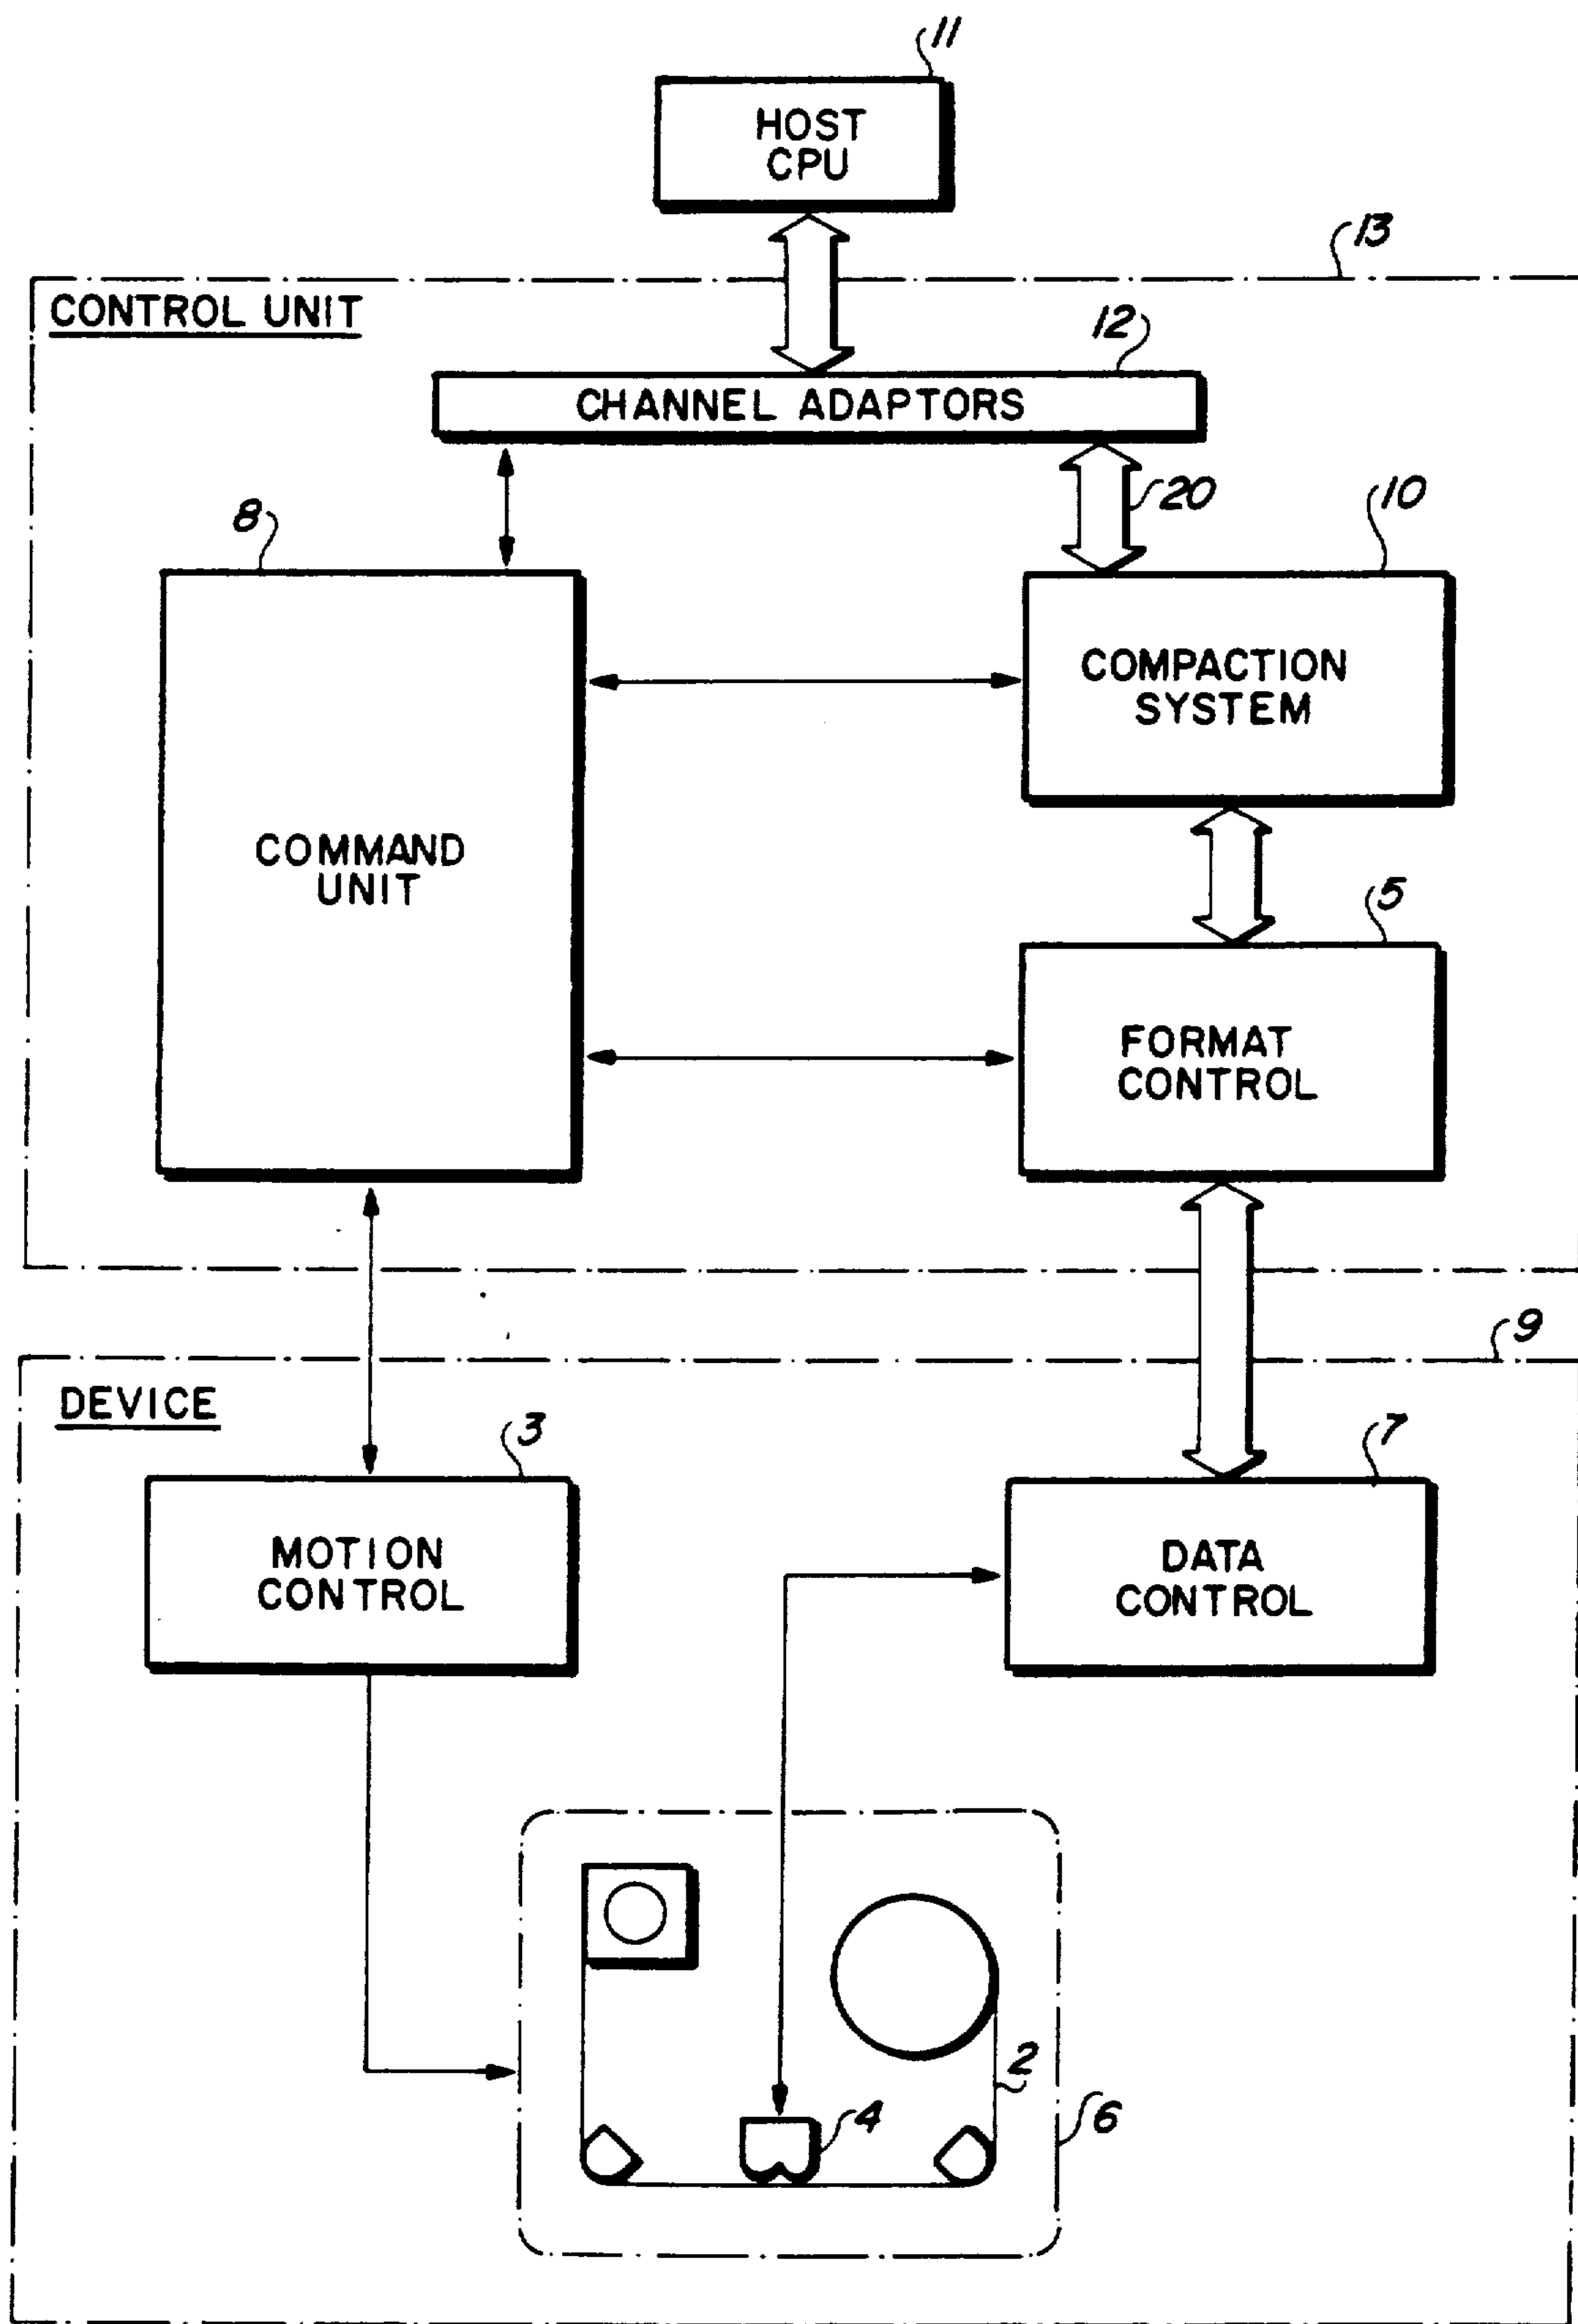 11
HOST
CPU
13
CONTROL UNIT
12
CHANNEL ADAPTORS
20
10
8
COMPACTION
SYSTEM
COMMAND
UNIT
5
FORMAT
CONTROL
9
DEVICE
3
7
MOTION
CONTROL
DATA
CONTROL
2
4
6